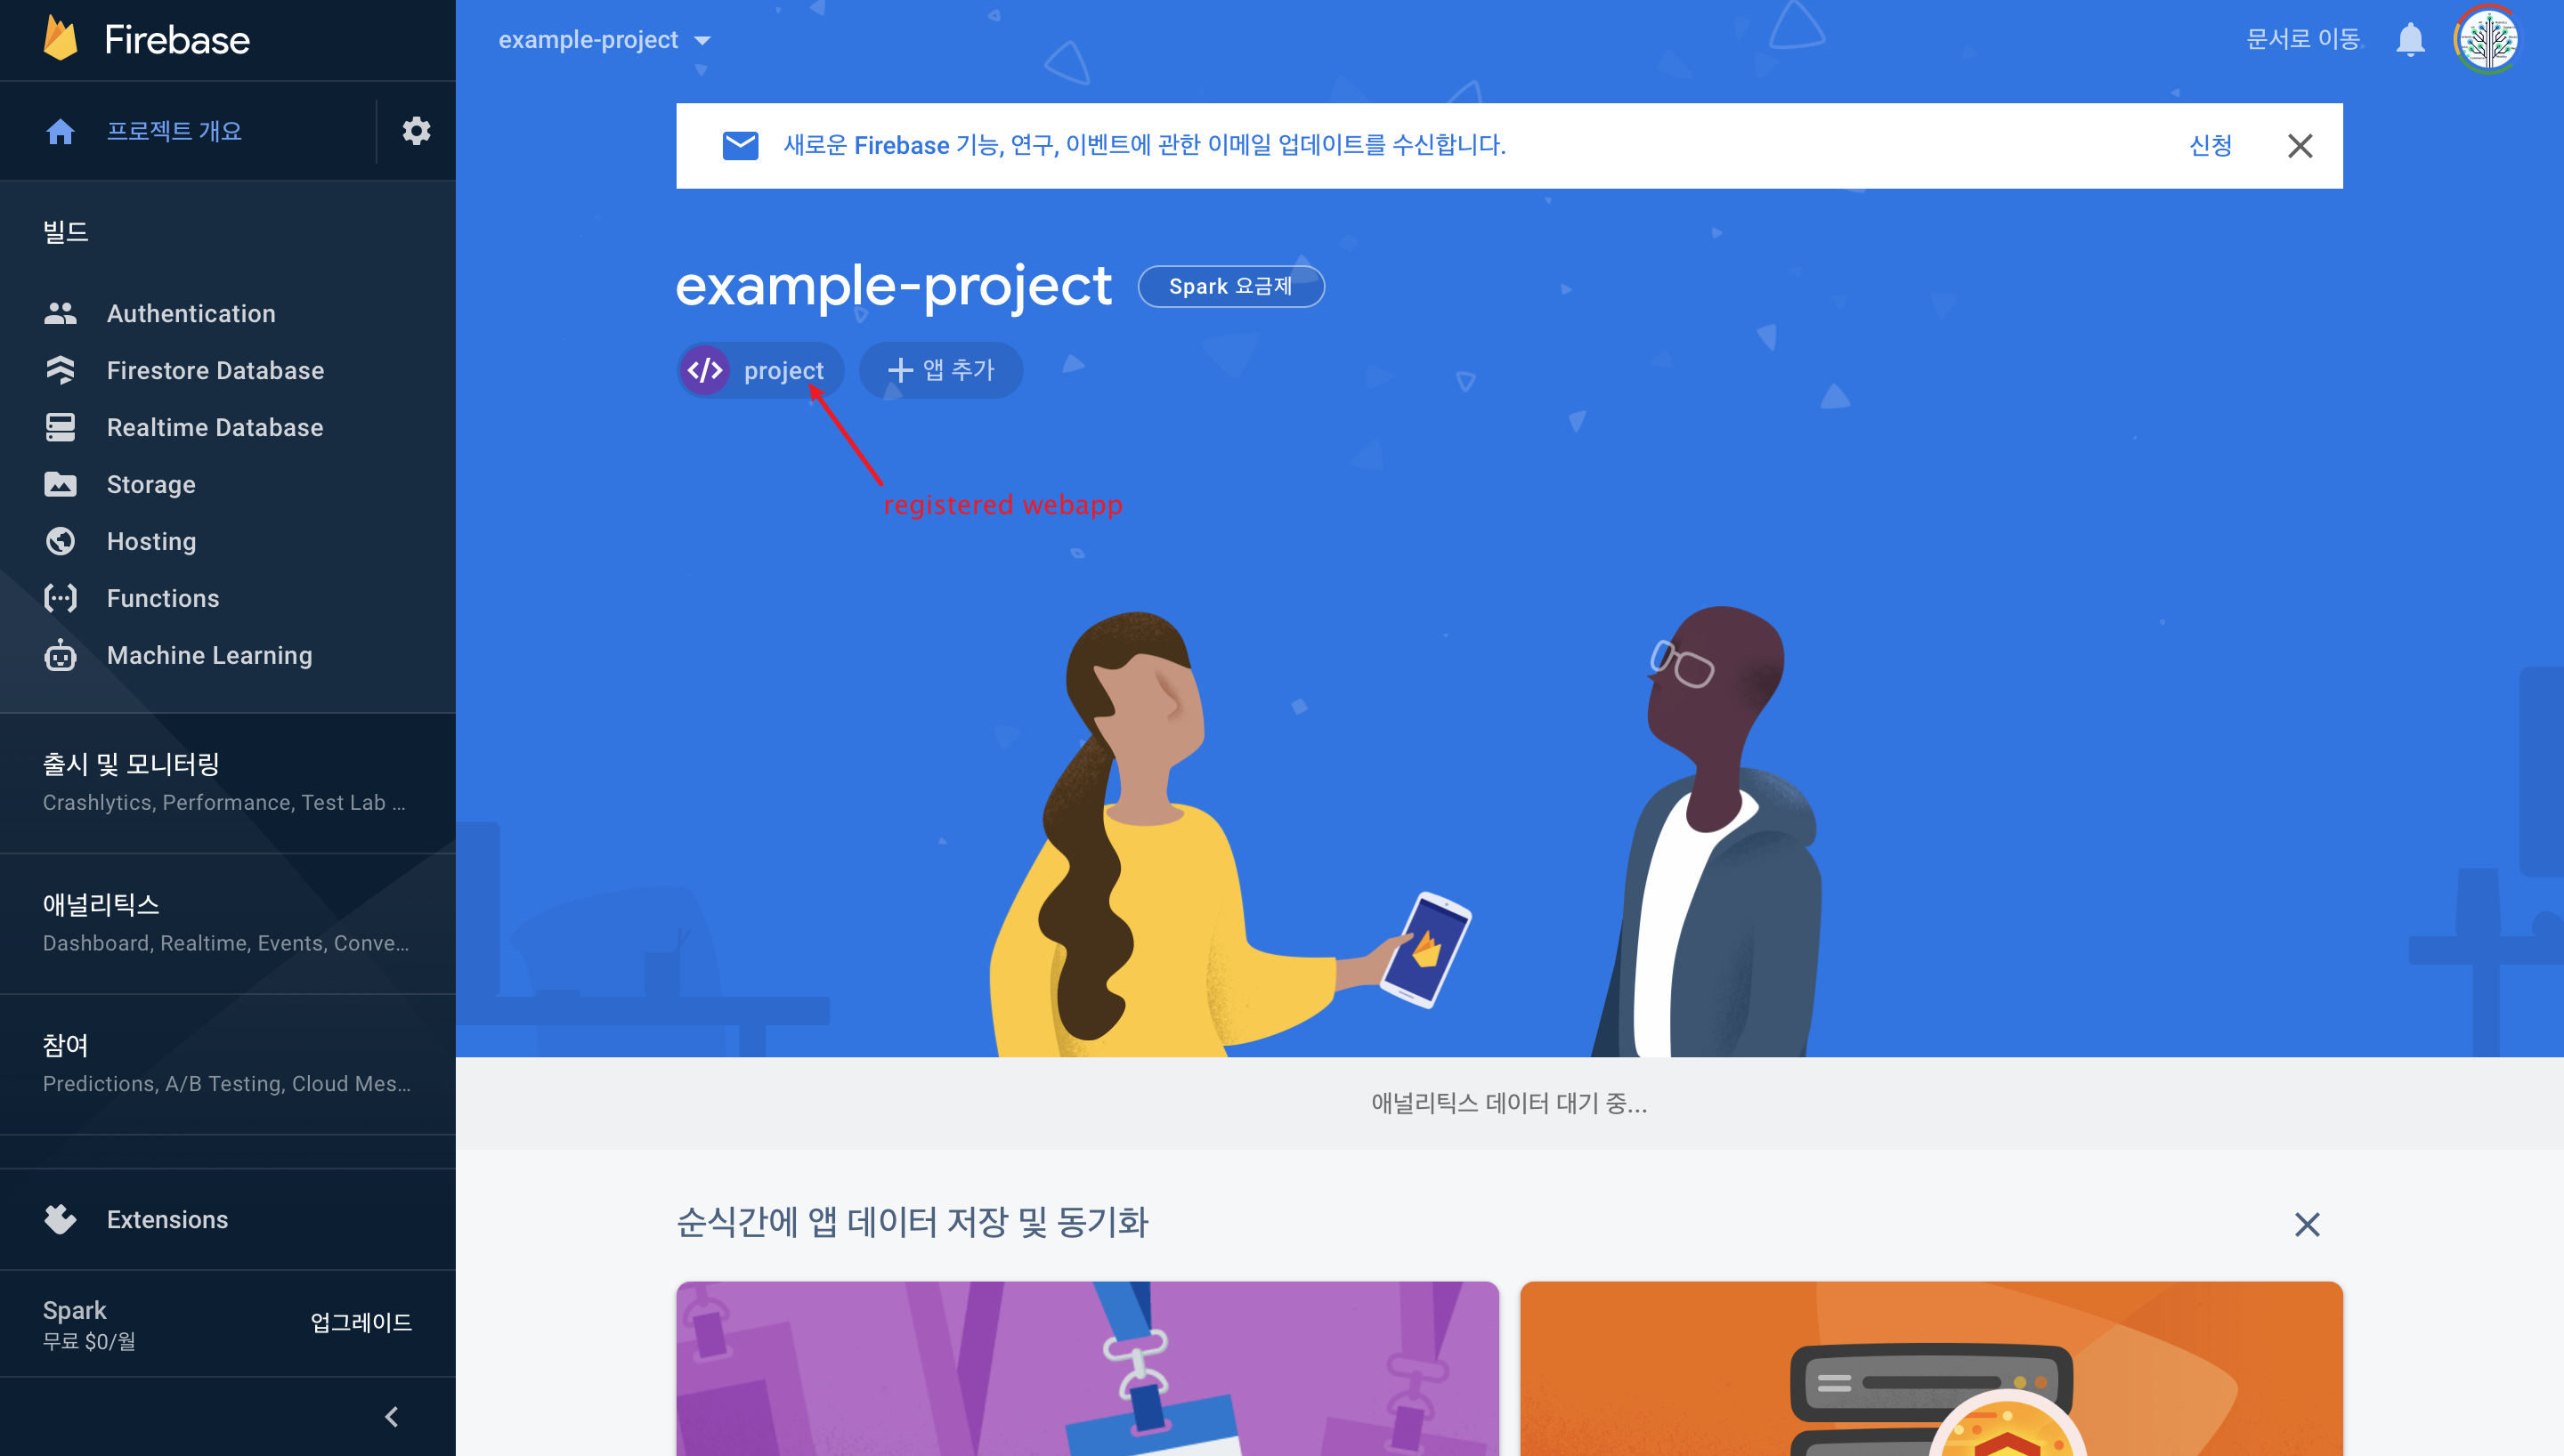 Firebase
프로젝트 개요
빌드
Authentication
Firestore Database
Realtime Database
Storage
Hosting
Functions
Machine Learning
출시 및 모니터링
Crashlytics, Performance, Test Lab ...
애널리틱스
Dashboard, Realtime, Events, Conve...
참여
Predictions, A/B Testing, Cloud Mes...
Extensions
Spark
무료 $0/월
업그레이드
example-project
문서로 이동
새로운 Firebase 기능, 연구, 이벤트에 관한 이메일 업데이트를 수신합니다.
신청
example-project
Spark 요금제
project
앱 추가
registered webapp
애널리틱스 데이터 대기 중...
순식간에 앱 데이터 저장 및 동기화